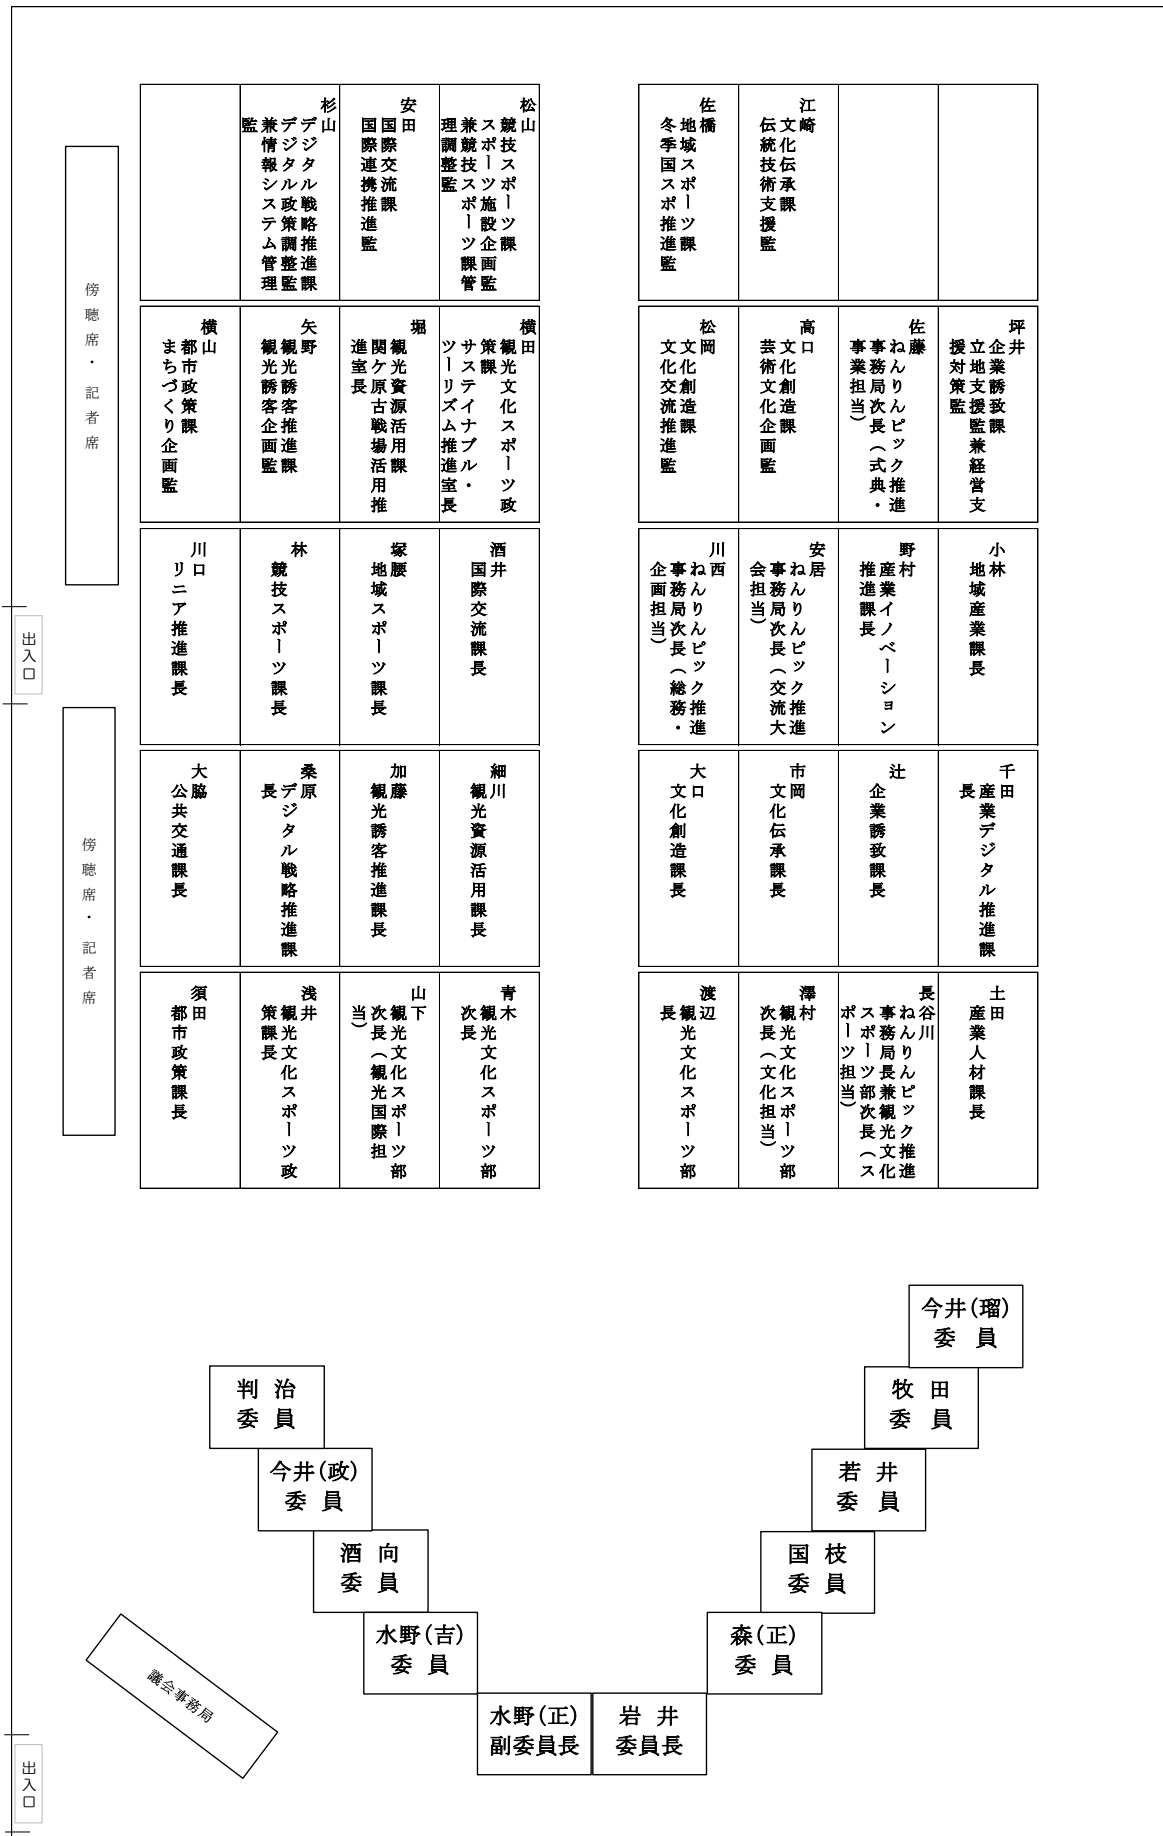 松山
競技スポーツ課
スポーツ施設企画監
兼競技スポーツ課管
理調整監
安田
国際交流課
国際連携推進監
杉山
デジタル戦略推進課
デジタル政策調整監
兼情報システム管理
監
江崎
文化伝承課
伝統技術支援監
佐橋
地域スポーツ課
冬季国スポ推進監
坪井
企業誘致課
立地支援監兼経営支
援対策監
佐藤
ねんりんピック推進
事務局次長(式典・
事業担当)
高口
文化創造課
芸術文化企画監
松岡
文化創造課
文化交流推進監
横田
観光文化スポーツ政
策課
サステイナブル・
ツーリズム推進室長
堀
観光資源活用課
関ケ原古戦場活用推
進室長
矢野
観光誘客推進課
観光誘客企画監
横山
都市政策課
まちづくり企画監
小林
地域産業課長
野村
産業イノベーション
推進課長
安居
ねんりんピック推進
事務局次長(交流大
会担当)
川西
ねんりんピック推進
事務局次長(総務・
企画担当)
酒井
国際交流課長
塚腰
地域スポーツ課長
林
競技スポーツ課長
川口
リニア推進課長
千田
産業デジタル推進課
長
辻
企業誘致課長
市岡
文化伝承課長
大口
文化創造課長
細川
観光資源活用課長
加藤
観光誘客推進課長
桑原
デジタル戦略推進課
長
大脇
公共交通課長
土田
産業人材課長
長谷川
ねんりんピック推進
事務局長兼観光文化
スポーツ部次長(ス
ポーツ担当)
澤村
観光文化スポーツ部
次長(文化担当)
渡辺
観光文化スポーツ部
長
青木
観光文化スポーツ部
次長
山下
観光文化スポーツ部
次長(観光国際担
当)
浅井
観光文化スポーツ政
策課長
須田
都市政策課長
傍聴席・記者席
出入口
傍聴席・記者席
今井(瑠)
委員
牧田
委員
若井
委員
国枝
委員
森(正)
委員
岩井
委員長
水野(正)
副委員長
水野(吉)
委員
酒向
委員
今井(政)
委員
判治
委員
議会事務局
出入口